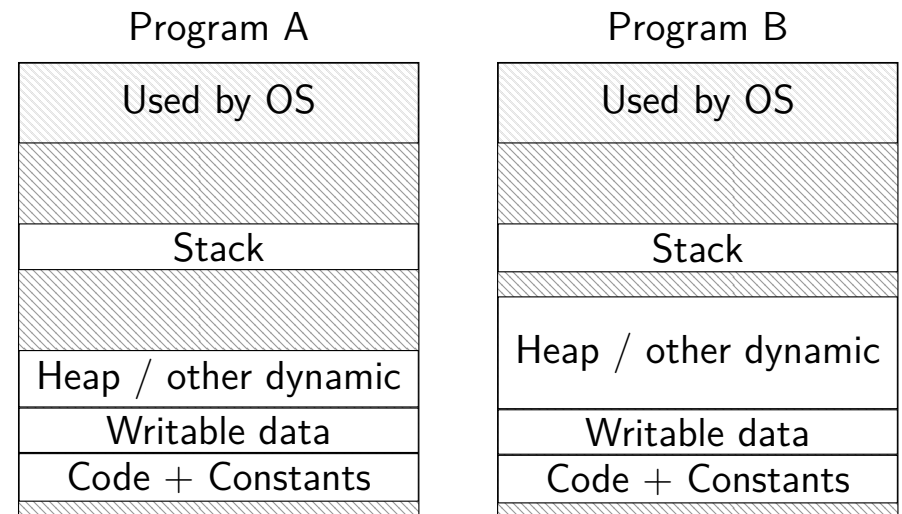 Program A
Used by OS
Stack
Heap / other dynamic
Writable data
Code + Constants
Program B
Used by OS
Stack
Heap / other dynamic
Writable data
Code + Constants